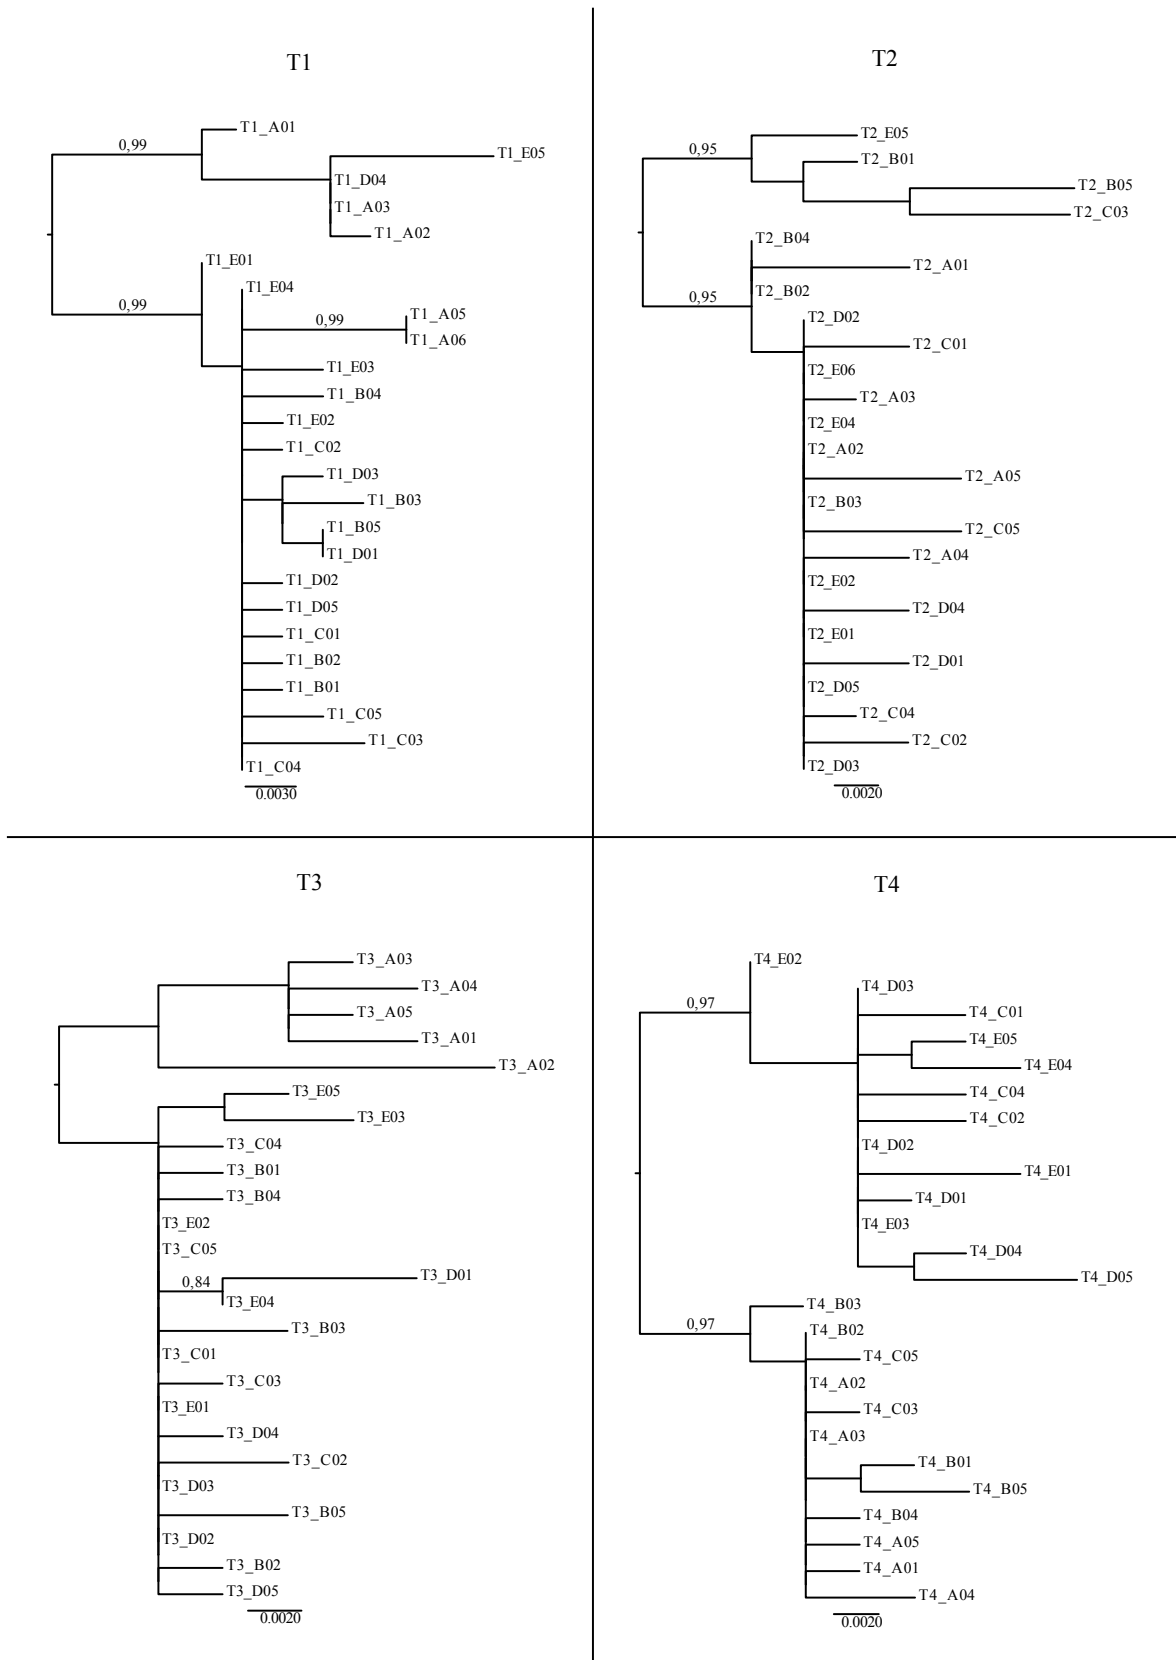 T1
T1_A01
0,99
T1_E05
T1_D04
T1_A03
T1_A02
T1_E01
T1_E04
0,99
0,99
T1_A05
T1_A06
T1_E03
T1_B04
T1_E02
T1_C02
T1_D03
T1_B03
T1_B05
T1_D01
T1_D02
T1_D05
T1_C01
T1_B02
T1_B01
T1_C05
T1_C03
T1_C04
0.0030
T2
T2_E05
0,95
T2_B01
T2_B05
T2_C03
T2_B04
T2_A01
T2_B02
0,95
T2_D02
T2_C01
T2_E06
T2_A03
T2_E04
T2_A02
T2_A05
T2_B03
T2_C05
T2_A04
T2_E02
T2_D04
T2_E01
T2_D01
T2_D05
T2_C04
T2_C02
T2_D03
0.0020
T3
T3_A03
T3_A04
T3_A05
T3_A01
T3_A02
T3_E05
T3_E03
T3_C04
T3_B01
T3_B04
T3_E02
T3_C05
T3_D01
0,84
T3_E04
T3_B03
T3_C01
T3_C03
T3_E01
T3_D04
T3_C02
T3_D03
T3_B05
T3_D02
T3_B02
T3_D05
0.0020
T4
T4_E02
T4_D03
0,97
T4_C01
T4_E05
T4_E04
T4_C04
T4_C02
T4_D02
T4_E01
T4_D01
T4_E03
T4_D04
T4_D05
T4_B03
0,97
T4_B02
T4_C05
T4_A02
T4_C03
T4_A03
T4_B01
T4_B05
T4_B04
T4_A05
T4_A01
T4_A04
0.0020